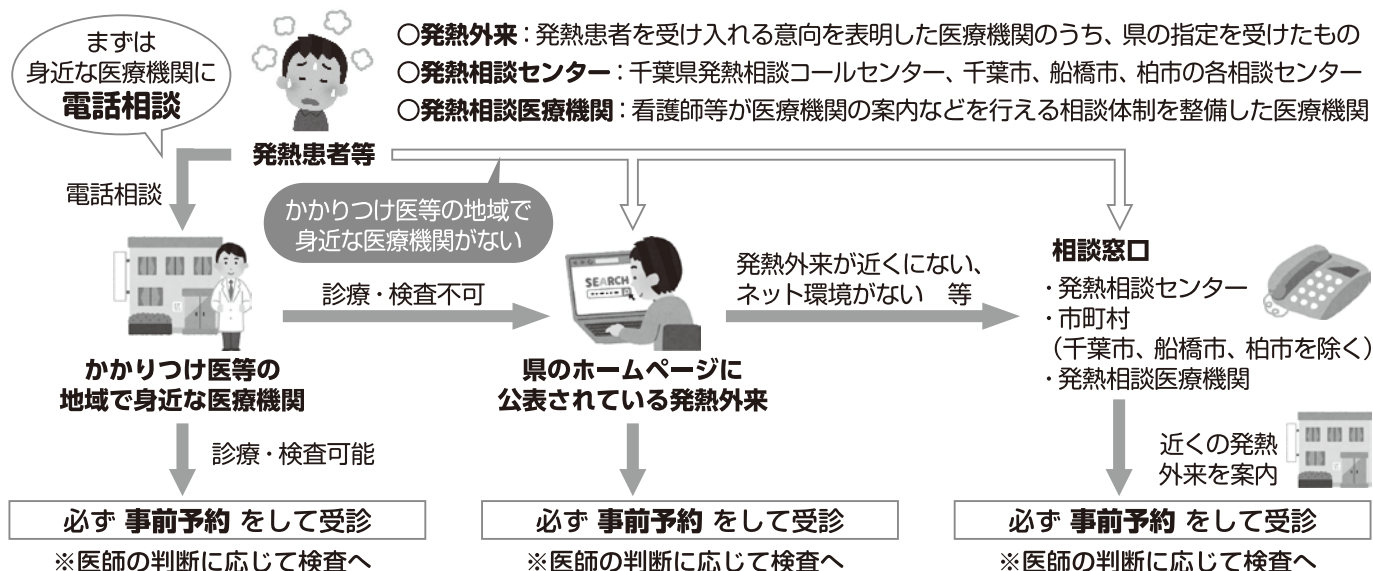 まずは
身近な医療機関に
電話相談
〇発熱外来：発熱患者を受け入れる意向を表明した医療機関のうち、県の指定を受けたもの
〇発熱相談センター：千葉県発熱相談コールセンター、千葉市、船橋市、柏市の各相談センター
〇発熱相談医療機関：看護師等が医療機関の案内などを行える相談体制を整備した医療機関
発熱患者等
電話相談
かかりつけ医等の地域で
身近な医療機関がない
診療・検査不可
SEARCH
発熱外来が近くにない、
ネット環境がない　等
相談窓口
・発熱相談センター
・市町村
（千葉市、船橋市、柏市を除く）
・発熱相談医療機関
かかりつけ医等の
地域で身近な医療機関
県のホームページに
公表されている発熱外来
診療・検査可能
近くの発熱
外来を案内
必ず 事前予約 をして受診
※医師の判断に応じて検査へ
必ず 事前予約 をして受診
※医師の判断に応じて検査へ
必ず 事前予約 をして受診
※医師の判断に応じて検査へ